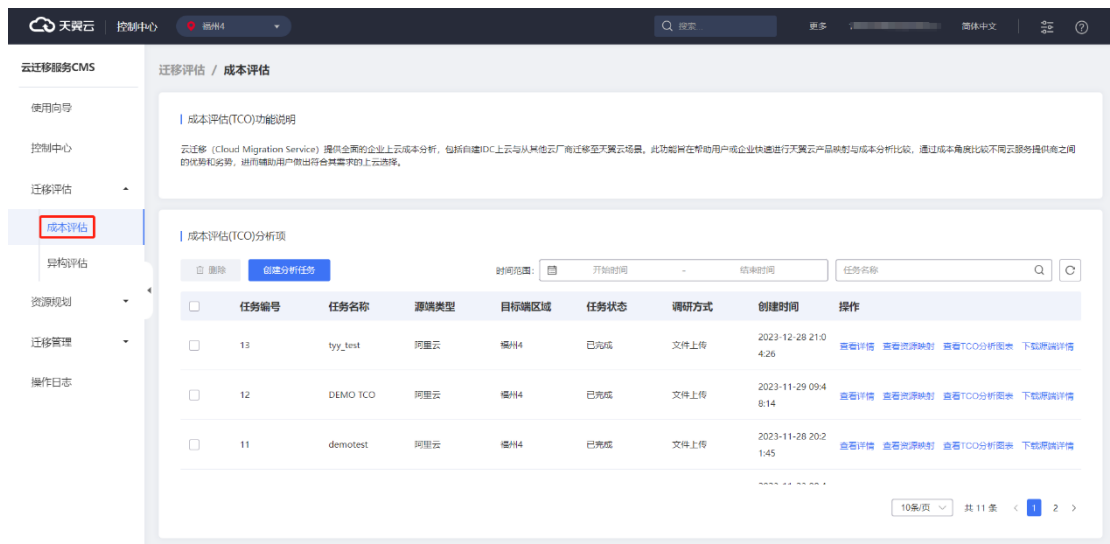 天翼云 控制中心 福州4 搜索... 更多 简体中文
云迁移服务CMS
使用向导
控制中心
迁移评估
成本评估
异构评估
资源规划
迁移管理
操作日志
迁移评估 / 成本评估
成本评估(TCO)功能说明
云迁移（Cloud Migration Service）提供全面的企业上云成本分析，包括自建IDC上云与从其他云厂商迁移至天翼云场景。此功能旨在帮助用户或企业快速进行天翼云产品映射与成本分析比较，通过成本角度比较不同云服务提供商之间
的优势和劣势，进而辅助用户做出符合其需求的上云选择。
成本评估(TCO)分析项
删除 创建分析任务 时间范围: 开始时间 - 结束时间 任务名称
任务编号 任务名称 源端类型 目标端区域 任务状态 调研方式 创建时间 操作
13 tyy_test 阿里云 福州4 已完成 文件上传 2023-12-28 21:0
4:26 查看详情 查看资源映射 查看TCO分析图表 下载源端详情
12 DEMO TCO 阿里云 福州4 已完成 文件上传 2023-11-29 09:4
8:14 查看详情 查看资源映射 查看TCO分析图表 下载源端详情
11 demotest 阿里云 福州4 已完成 文件上传 2023-11-28 20:2
1:45 查看详情 查看资源映射 查看TCO分析图表 下载源端详情
10条/页 共 11 条 1 2